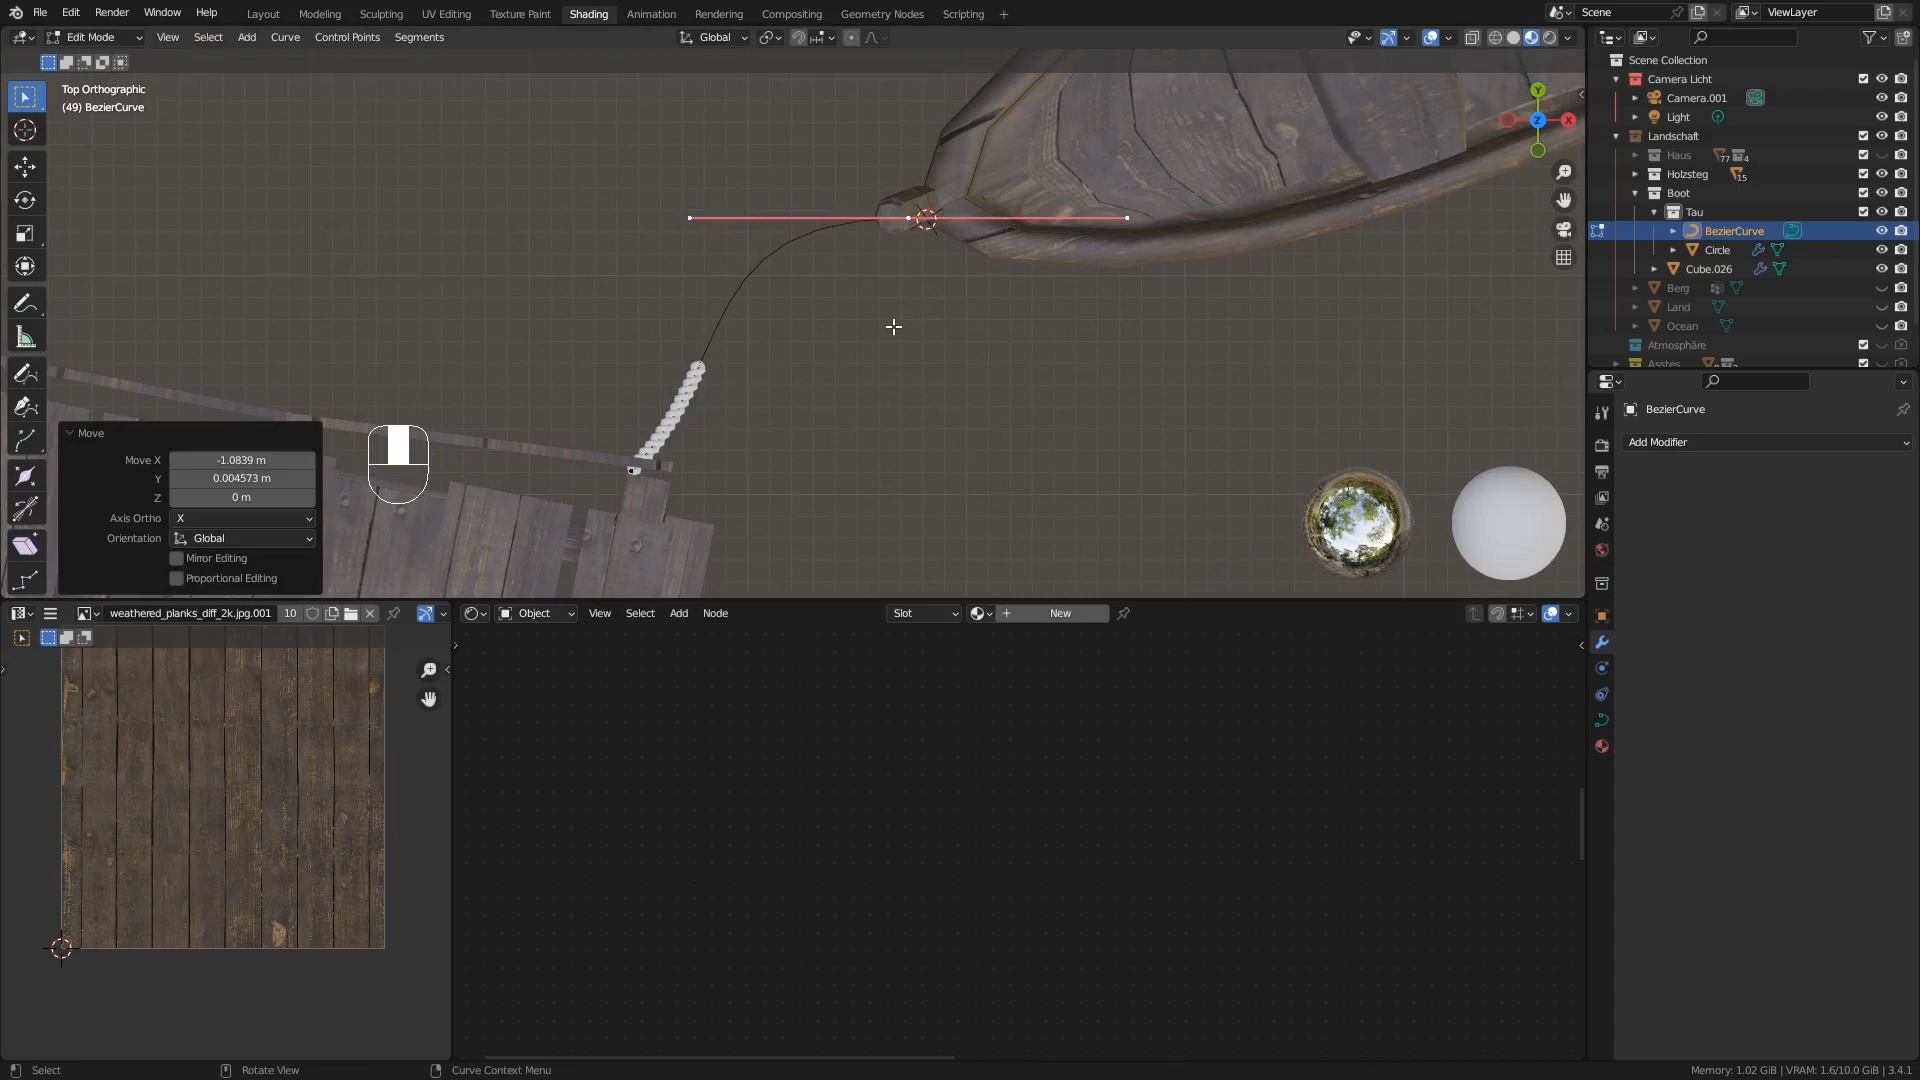 File Edit Render Window Help Layout Modeling Sculpting UV Editing Texture Paint Shading Animation Rendering Compositing Geometry Nodes Scripting + Scene ViewLayer
Edit Mode View Select Add Curve Control Points Segments Global
Top Orthographic
(49) BezierCurve
Y
Z
X
Scene Collection
Camera Licht
Camera.001
Light
Landschaft
Haus 77 4
Holzsteg 15
Boot
Tau
BezierCurve
Circle
Cube.026
Berg
Land
Ocean
Atmosphäre
BezierCurve
Add Modifier
Move
Move X -1.0839 m
Y 0.004573 m
Z 0 m
Axis Ortho X
Orientation Global
Mirror Editing
Proportional Editing
weathered_planks_diff_2k.jpg.001 10
Object View Select Add Node Slot New
Select Rotate View Curve Context Menu Memory: 1.02 GiB | VRAM: 1.6/10.0 GiB | 3.4.1